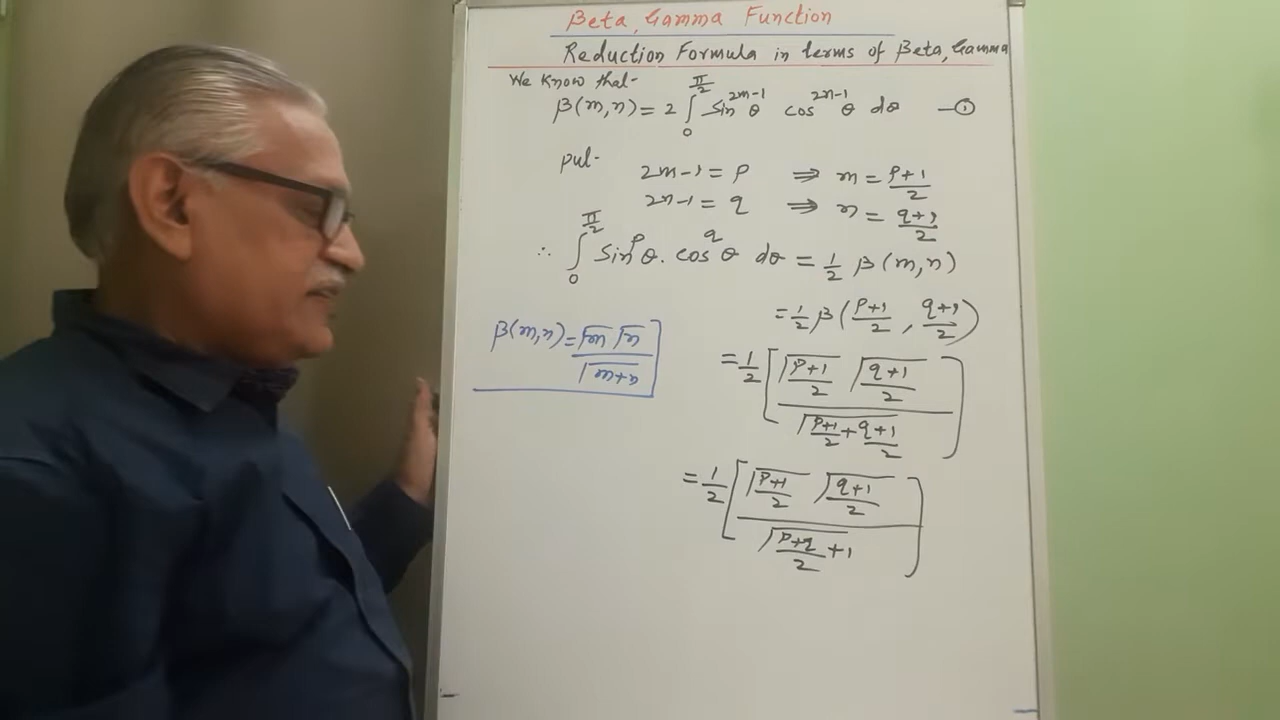 Beta, Gamma Function
Reduction Formula in terms of Beta, Gamma
We know that-
β(m,n) = 2 ∫₀^{π/2} sin^{2m-1} θ cos^{2n-1} θ dθ —①
put-
2m-1 = p ⇒ m = (p+1)/2
2n-1 = q ⇒ n = (q+1)/2
∴ ∫₀^{π/2} sin^p θ. cos^q θ dθ = 1/2 β(m,n)
= 1/2 β((p+1)/2, (q+1)/2)
β(m,n) = Γm Γn / Γ(m+n)
= 1/2 [Γ((p+1)/2) Γ((q+1)/2) / Γ((p+1)/2 + (q+1)/2)]
= 1/2 [Γ((p+1)/2) Γ((q+1)/2) / Γ((p+q)/2 + 1)]